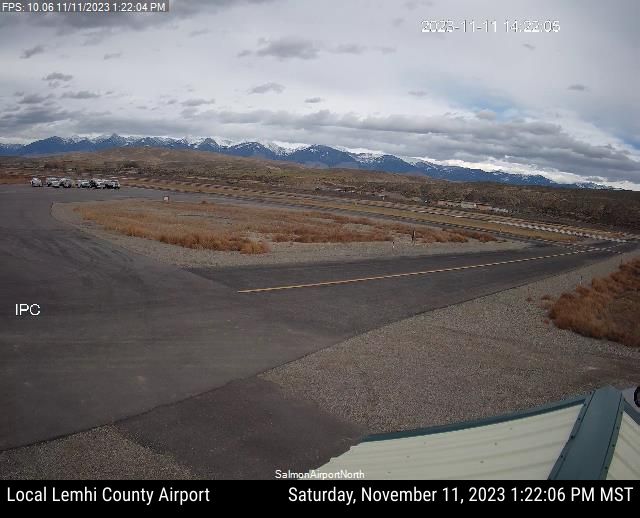 FPS: 10.06 11/11/2023 1:22:04 PM
2023-11-11 14:22:05
IPC
SalmonAirportNorth
Local Lemhi County Airport
Saturday, November 11, 2023 1:22:06 PM MST